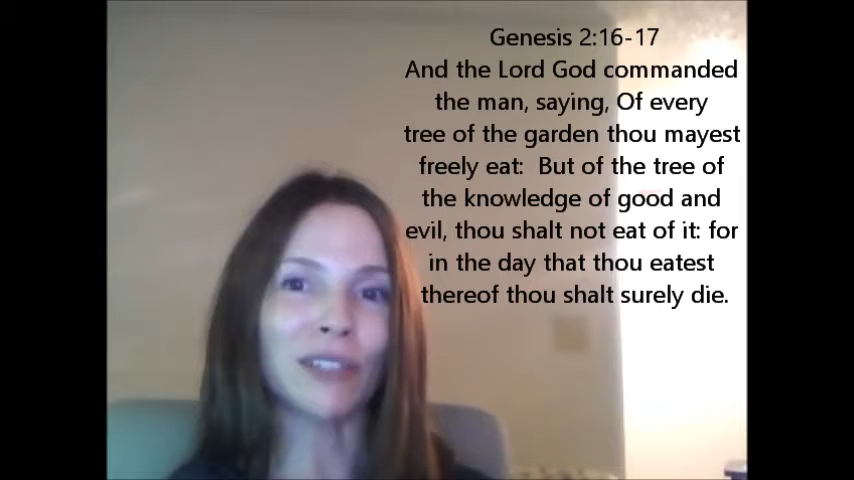 Genesis 2:16-17
And the Lord God commanded
the man, saying, Of every
tree of the garden thou mayest
freely eat:  But of the tree of
the knowledge of good and
evil, thou shalt not eat of it: for
in the day that thou eatest
thereof thou shalt surely die.